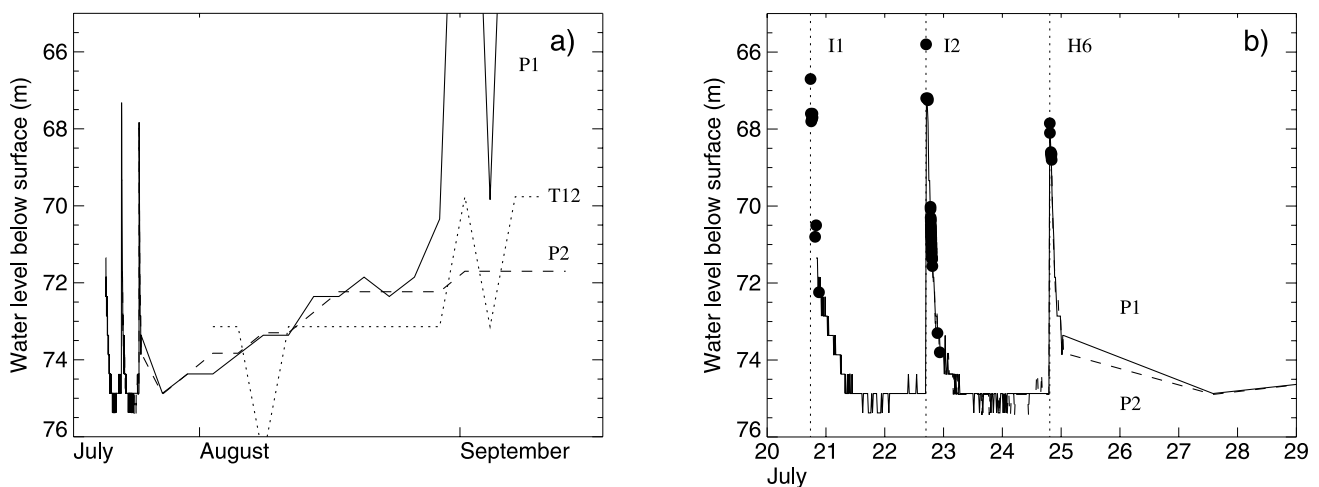 a)
P1
T12
P2
66
68
70
72
74
76
Water level below surface (m)
July August September
b)
I1 I2 H6
P1
P2
66
68
70
72
74
76
Water level below surface (m)
20 21 22 23 24 25 26 27 28 29
July